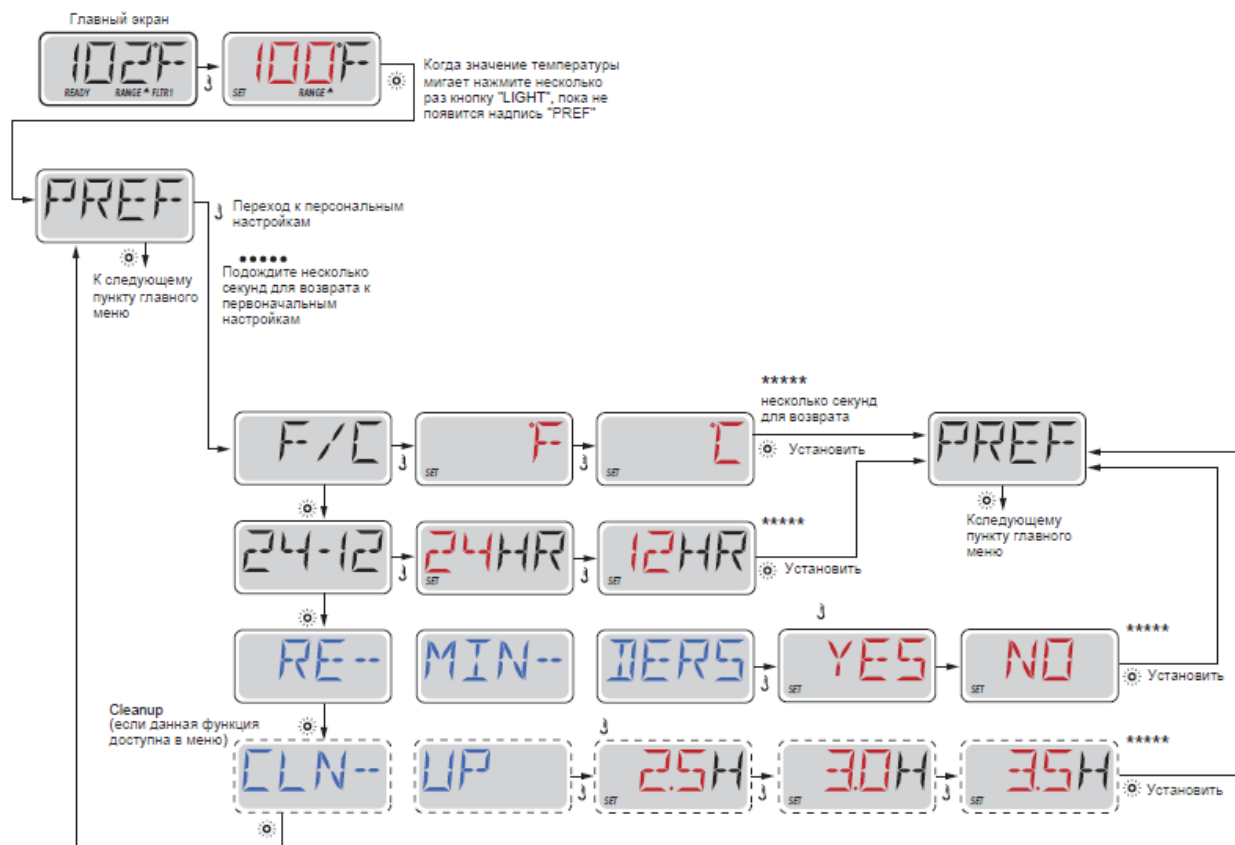 Главный экран
102°F
READY RANGE FLTR1
100°F
SET RANGE
Когда значение температуры
мигает нажмите несколько
раз кнопку "LIGHT", пока не
появится надпись "PREF"
PREF
Переход к персональным
настройкам
К следующему
пункту главного
меню
•••••
Подождите несколько
секунд для возврата к
первоначальным
настройкам
F/C
°F
SET
°C
SET
*****
несколько секунд
для возврата
Установить
PREF
Кследующему
пункту главного
меню
24-12
24HR
SET
12HR
SET
*****
Установить
RE--
MIN--
DERS
YES
SET
NO
SET
*****
Установить
Cleanup
(если данная функция
доступна в меню)
CLN--
UP
2.5H
SET
3.0H
SET
3.5H
SET
*****
Установить